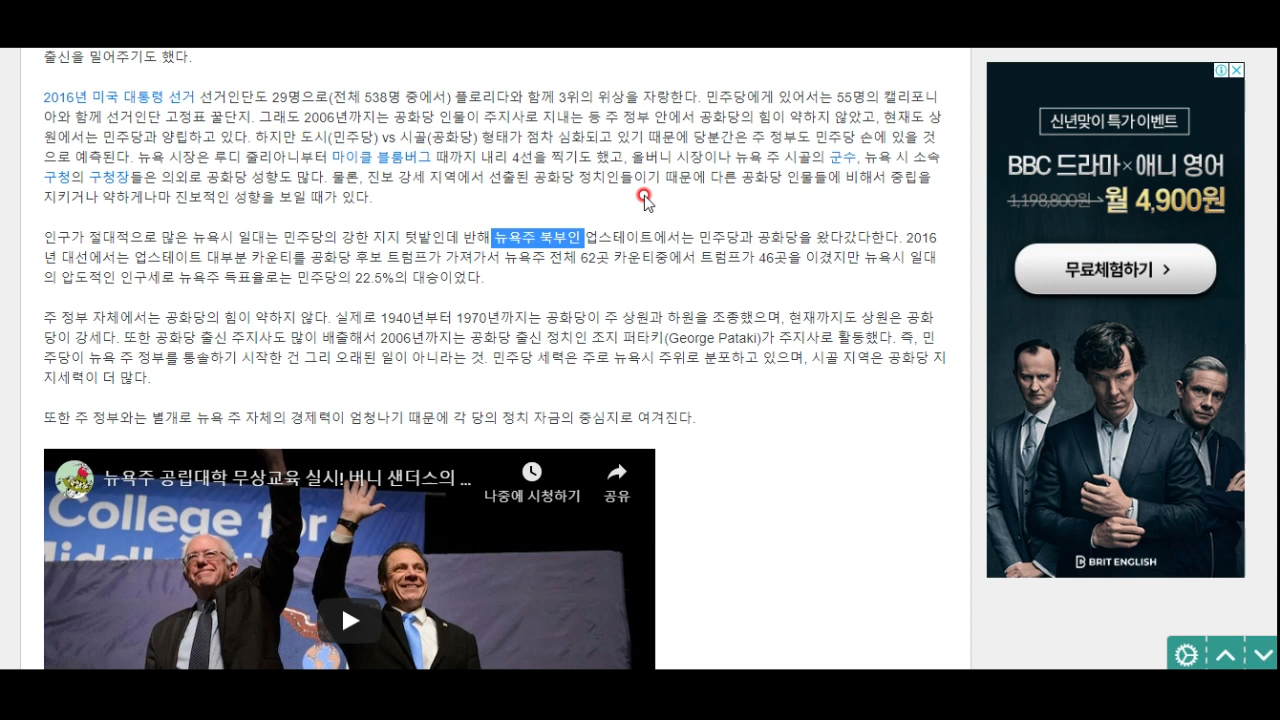 출신을 밀어주기도 했다.
2016년 미국 대통령 선거 선거인단도 29명으로(전체 538명 중에서) 플로리다와 함께 3위의 위상을 자랑한다. 민주당에게 있어서는 55명의 캘리포니
아와 함께 선거인단 고정표 꿀단지. 그래도 2006년까지는 공화당 인물이 주지사로 지내는 등 주 정부 안에서 공화당의 힘이 약하지 않았고, 현재도 상
원에서는 민주당과 양립하고 있다. 하지만 도시(민주당) vs 시골(공화당) 형태가 점차 심화되고 있기 때문에 당분간은 주 정부도 민주당 손에 있을 것
으로 예측된다. 뉴욕 시장은 루디 줄리아니부터 마이클 블룸버그 때까지 내리 4선을 찍기도 했고, 올버니 시장이나 뉴욕 주 시골의 군수, 뉴욕 시 소속
구청의 구청장들은 의외로 공화당 성향도 많다. 물론, 진보 강세 지역에서 선출된 공화당 정치인들이기 때문에 다른 공화당 인물들에 비해서 중립을
지키거나 약하게나마 진보적인 성향을 보일 때가 있다.
인구가 절대적으로 많은 뉴욕시 일대는 민주당의 강한 지지 텃밭인데 반해 뉴욕주 북부인 업스테이트에서는 민주당과 공화당을 왔다갔다한다. 2016
년 대선에서는 업스테이트 대부분 카운티를 공화당 후보 트럼프가 가져가서 뉴욕주 전체 62곳 카운티중에서 트럼프가 46곳을 이겼지만 뉴욕시 일대
의 압도적인 인구세로 뉴욕주 득표율로는 민주당의 22.5%의 대승이었다.
주 정부 자체에서는 공화당의 힘이 약하지 않다. 실제로 1940년부터 1970년까지는 공화당이 주 상원과 하원을 조종했으며, 현재까지도 상원은 공화
당이 강세다. 또한 공화당 출신 주지사도 많이 배출해서 2006년까지는 공화당 출신 정치인 조지 퍼타키(George Pataki)가 주지사로 활동했다. 즉, 민
주당이 뉴욕 주 정부를 통솔하기 시작한 건 그리 오래된 일이 아니라는 것. 민주당 세력은 주로 뉴욕시 주위로 분포하고 있으며, 시골 지역은 공화당 지
지세력이 더 많다.
또한 주 정부와는 별개로 뉴욕 주 자체의 경제력이 엄청나기 때문에 각 당의 정치 자금의 중심지로 여겨진다.
뉴욕주 공립대학 무상교육 실시! 버니 샌더스의 ...
나중에 시청하기
공유
College for
신년맞이 특가 이벤트
BBC 드라마×애니 영어
1,198,800원→월 4,900원
무료체험하기 >
BRIT ENGLISH